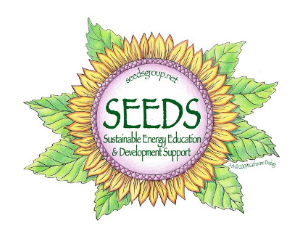 seedsgroup.net
SEEDS
Sustainable Energy Education
& Development Support